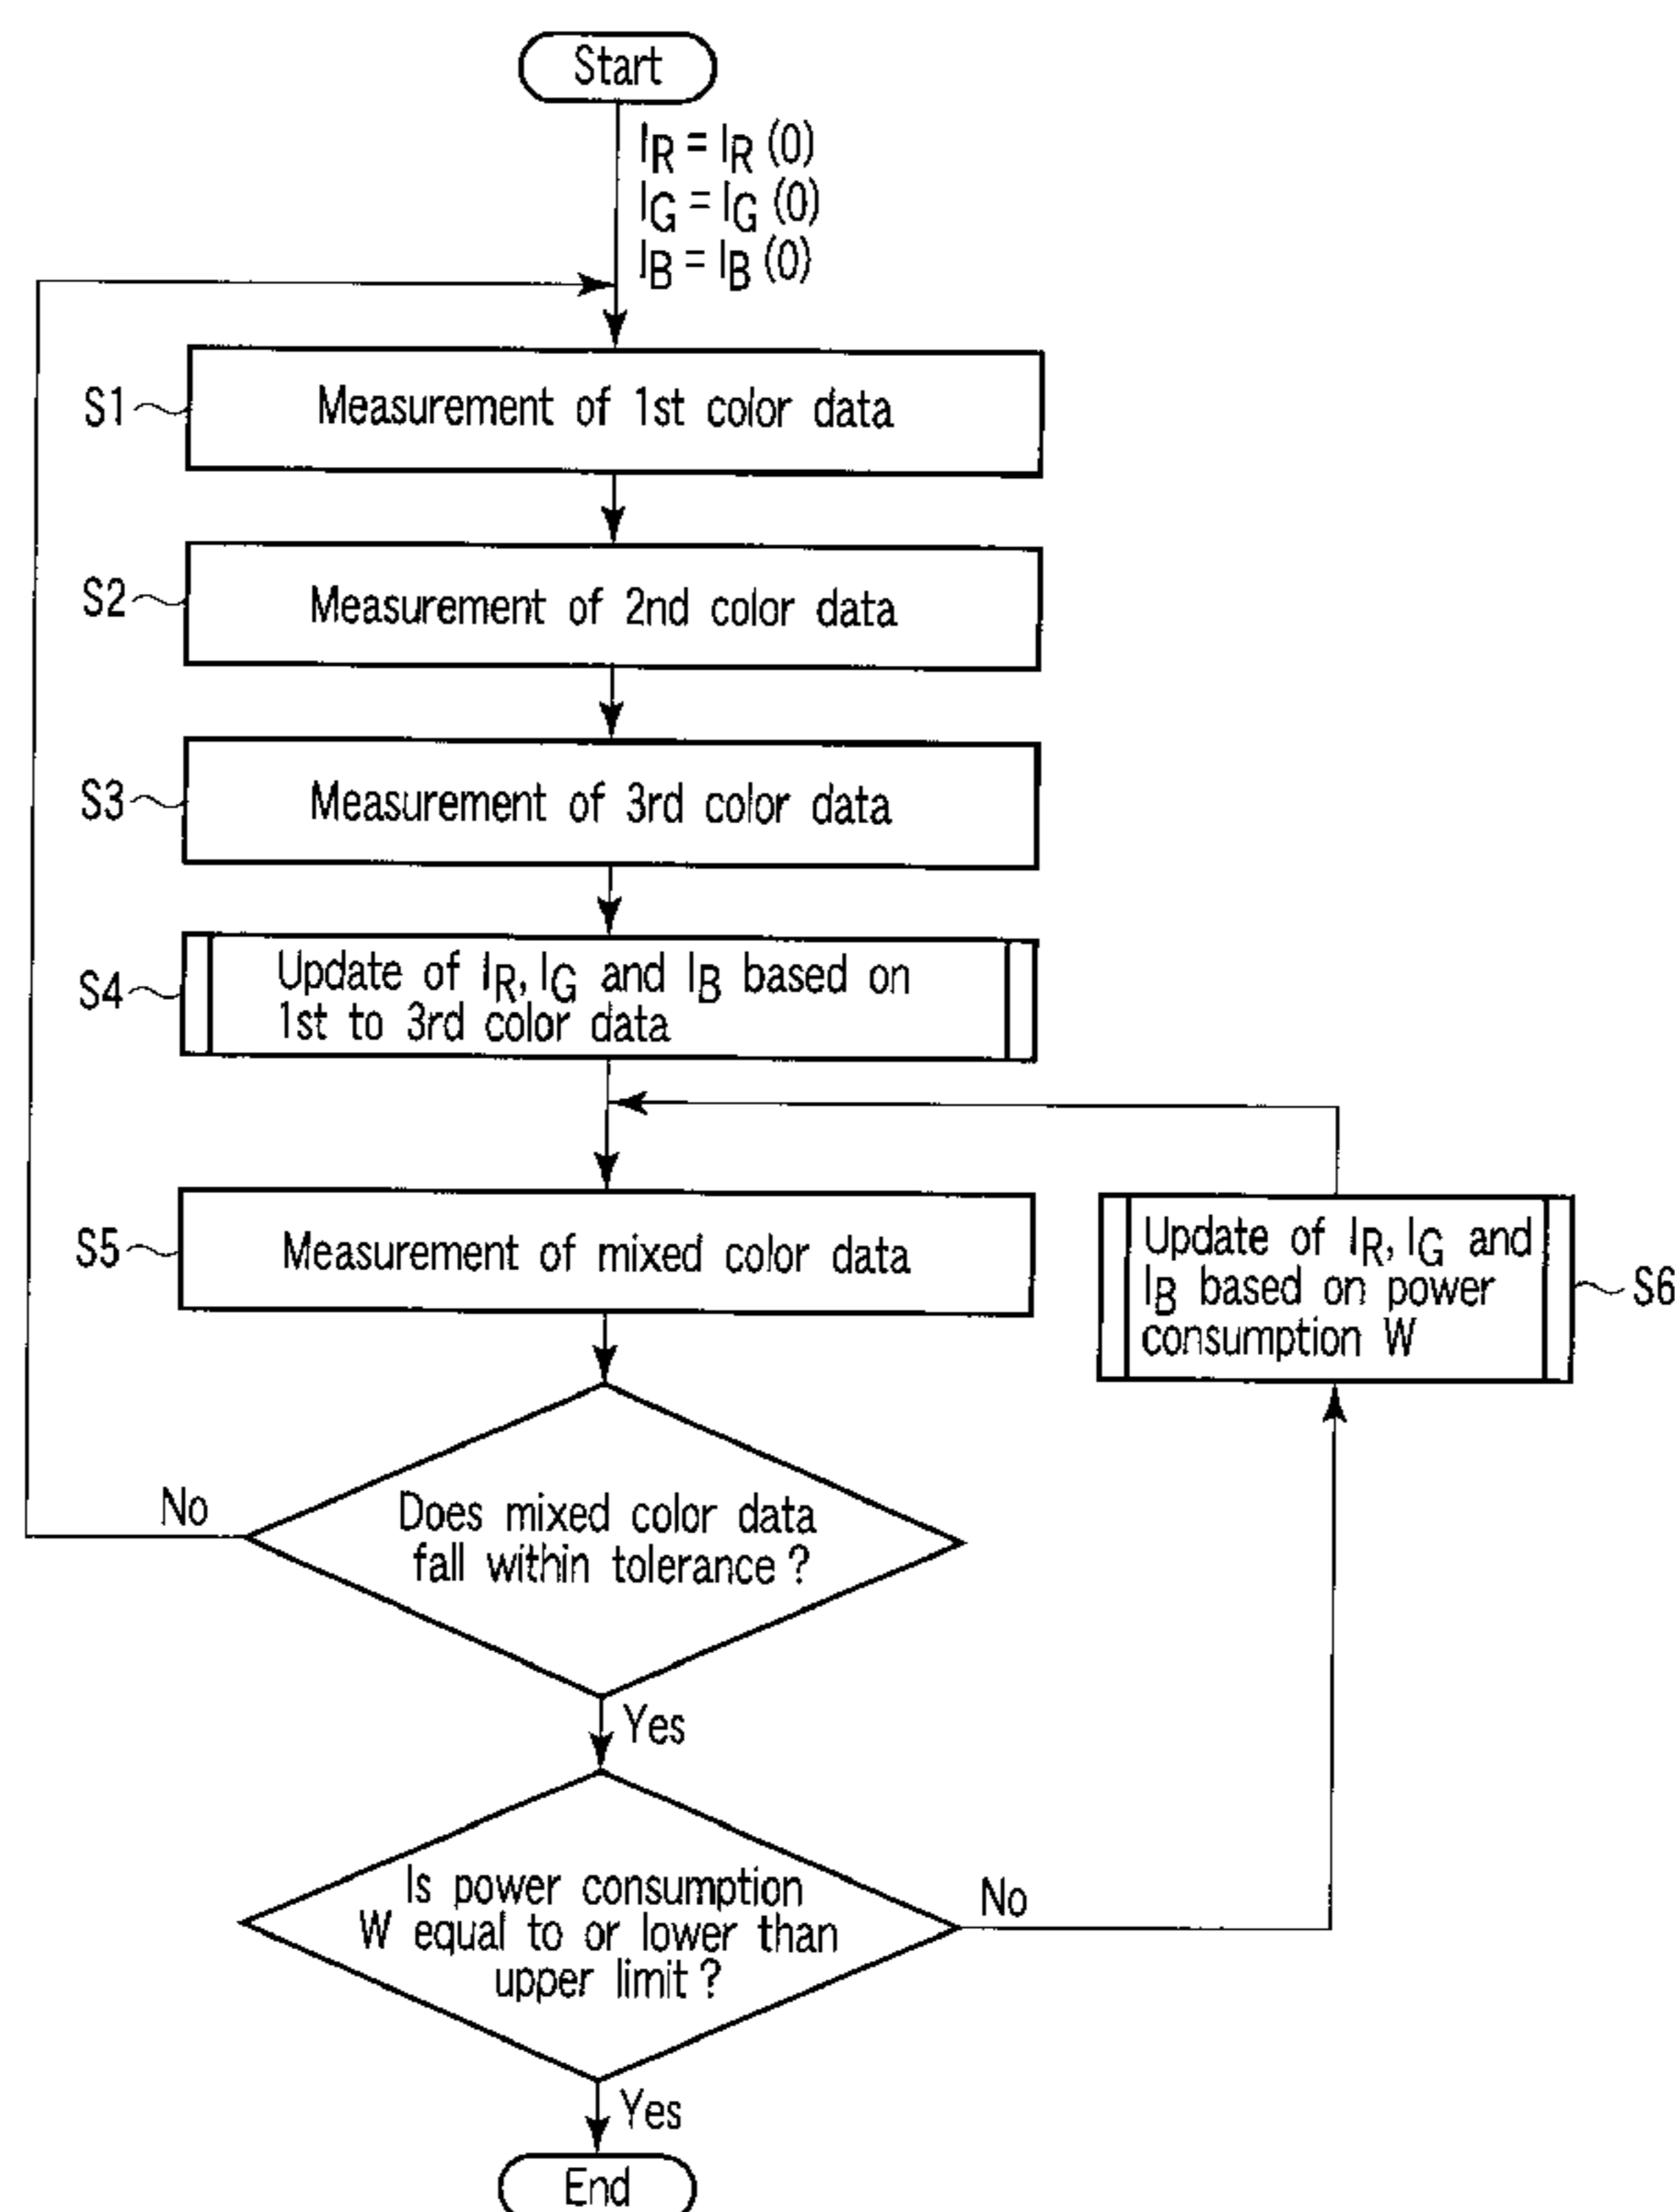 Start
IR = IR (0)
IG = IG (0)
IB = IB (0)
S1
Measurement of 1st color data
S2
Measurement of 2nd color data
S3
Measurement of 3rd color data
S4
Update of IR, IG and IB based on
1st to 3rd color data
S5
Measurement of mixed color data
Update of IR, IG and
IB based on power
consumption W
S6
No
Does mixed color data
fall within tolerance ?
Yes
Is power consumption
W equal to or lower than
upper limit ?
No
Yes
End